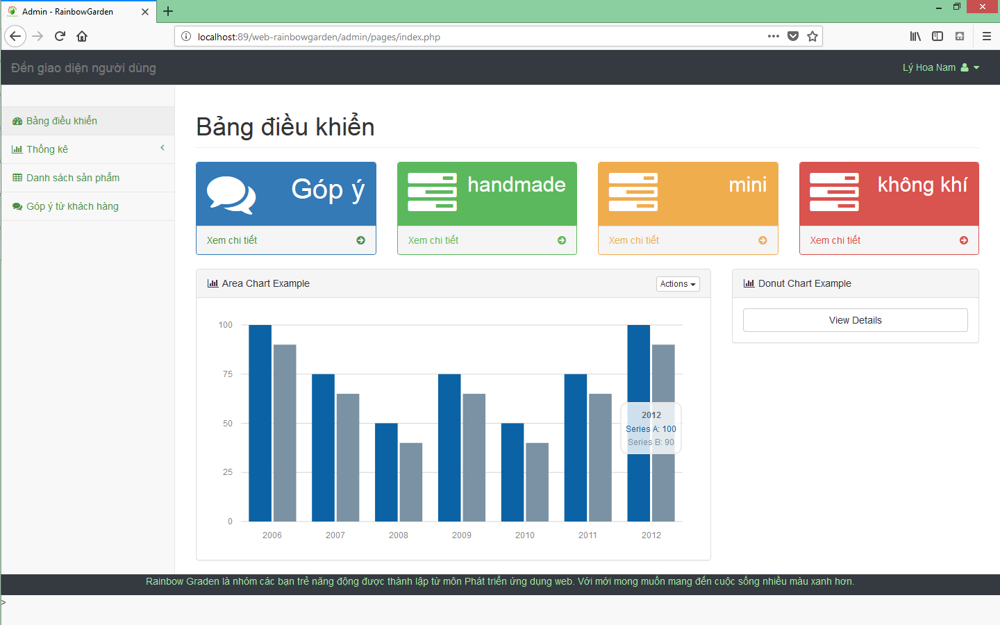 Admin - RainbowGarden
localhost:89/web-rainbowgarden/admin/pages/index.php
Đến giao diện người dùng
Lý Hoa Nam
Bảng điều khiển
Thống kê
Danh sách sản phẩm
Góp ý từ khách hàng
Bảng điều khiển
Góp ý
Xem chi tiết
handmade
Xem chi tiết
mini
Xem chi tiết
không khí
Xem chi tiết
Area Chart Example
Actions
100
75
50
25
0
2006 2007 2008 2009 2010 2011 2012
2012
Series A: 100
Series B: 90
Donut Chart Example
View Details
Rainbow Graden là nhóm các bạn trẻ năng động được thành lập từ môn Phát triển ứng dụng web. Với mới mong muốn mang đến cuộc sống nhiều màu xanh hơn.
>